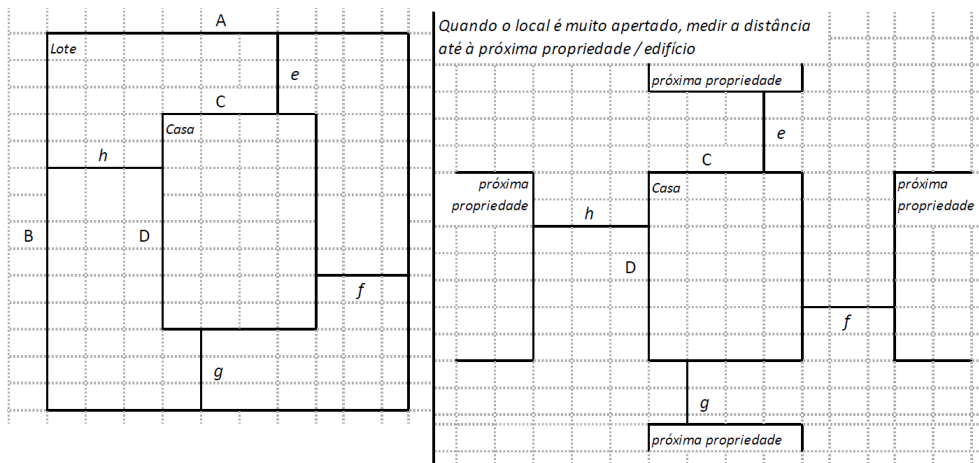 A
Lote
e
C
Casa
h
B
D
f
g
Quando o local é muito apertado, medir a distância
até à próxima propriedade / edifício
próxima propriedade
e
C
próxima
propriedade
Casa
próxima
propriedade
h
D
f
g
próxima propriedade